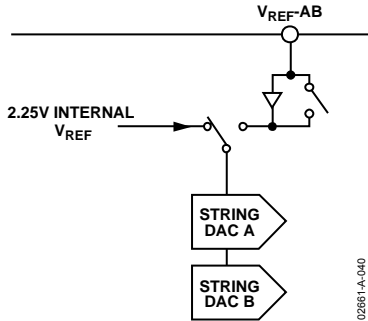 VREF-AB
2.25V INTERNAL
VREF
STRING
DAC A
STRING
DAC B
02661-A-040